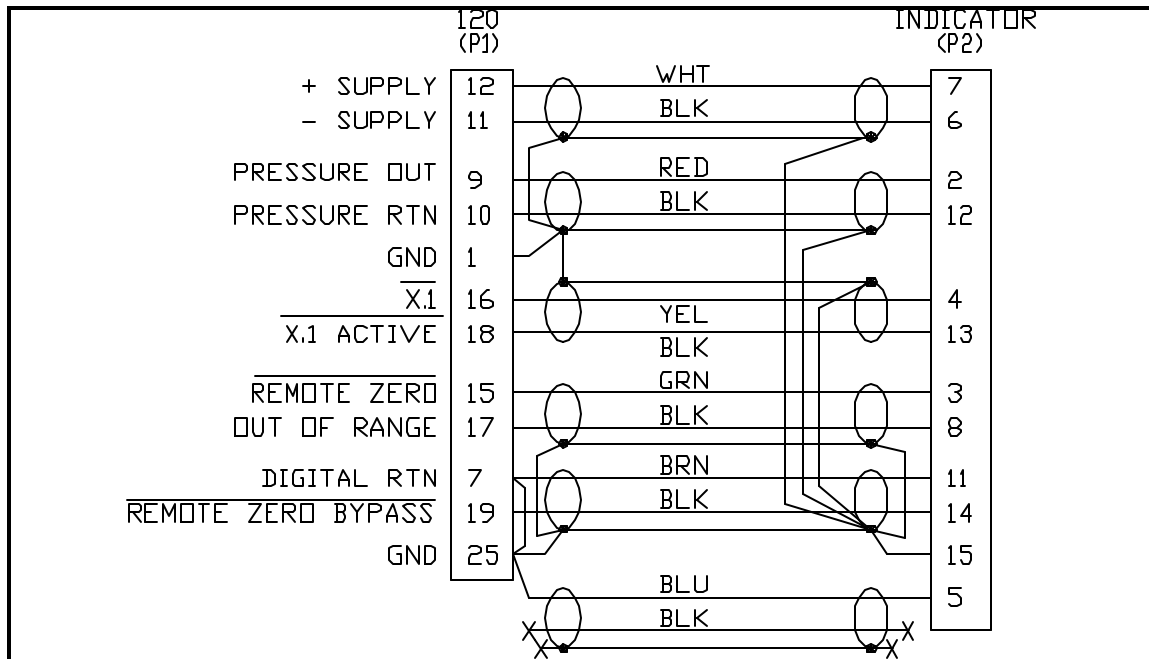 120 INDICATOR
(P1) (P2)
+ SUPPLY 12 WHT 7
- SUPPLY 11 BLK 6
PRESSURE OUT 9 RED 2
PRESSURE RTN 10 BLK 12
GND 1
X.1 16 4
YEL
X.1 ACTIVE 18 13
BLK
GRN
REMOTE ZERO 15 3
OUT OF RANGE 17 BLK 8
DIGITAL RTN 7 BRN 11
REMOTE ZERO BYPASS 19 BLK 14
GND 25 15
BLU 5
BLK